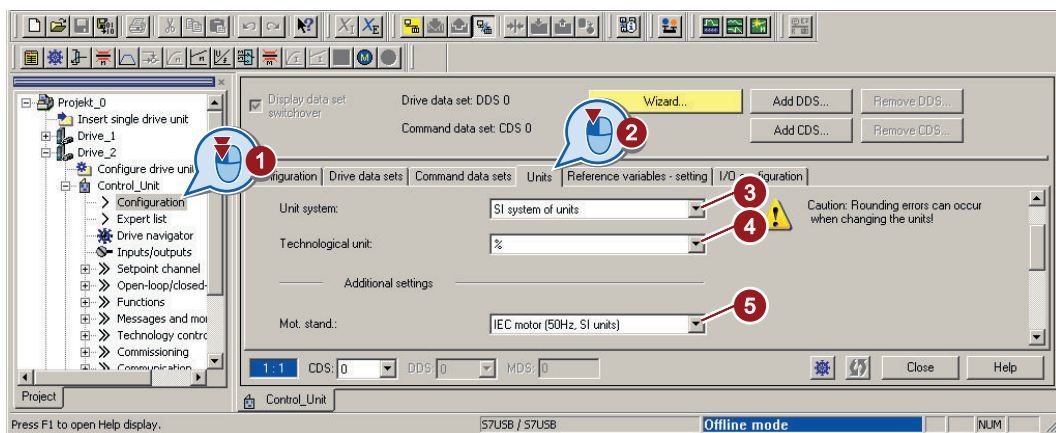 Display data set switchover
Drive data set: DDS 0
Wizard...
Add DDS...
Remove DDS...
Command data set: CDS 0
Add CDS...
Remove CDS...
Projekt_0
Insert single drive unit
Drive_1
Drive_2
Configure drive uni
Control_Unit
Configuration
Expert list
Drive navigator
Inputs/outputs
Setpoint channel
Open-loop/closed-
Functions
Messages and mo
Technology contro
Commissioning
Communication
Project
1
2
Drive data sets
Command data sets
Units
Reference variables - setting
Unit system:
SI system of units
3
Caution: Rounding errors can occur
when changing the units!
Technological unit:
%
4
Additional settings
Mot. stand.:
IEC motor (50Hz, SI units)
5
1 : 1
CDS: 0
DDS: 0
MDS: 0
Close
Help
Control_Unit
Press F1 to open Help display.
S7USB / S7USB
Offline mode
NUM